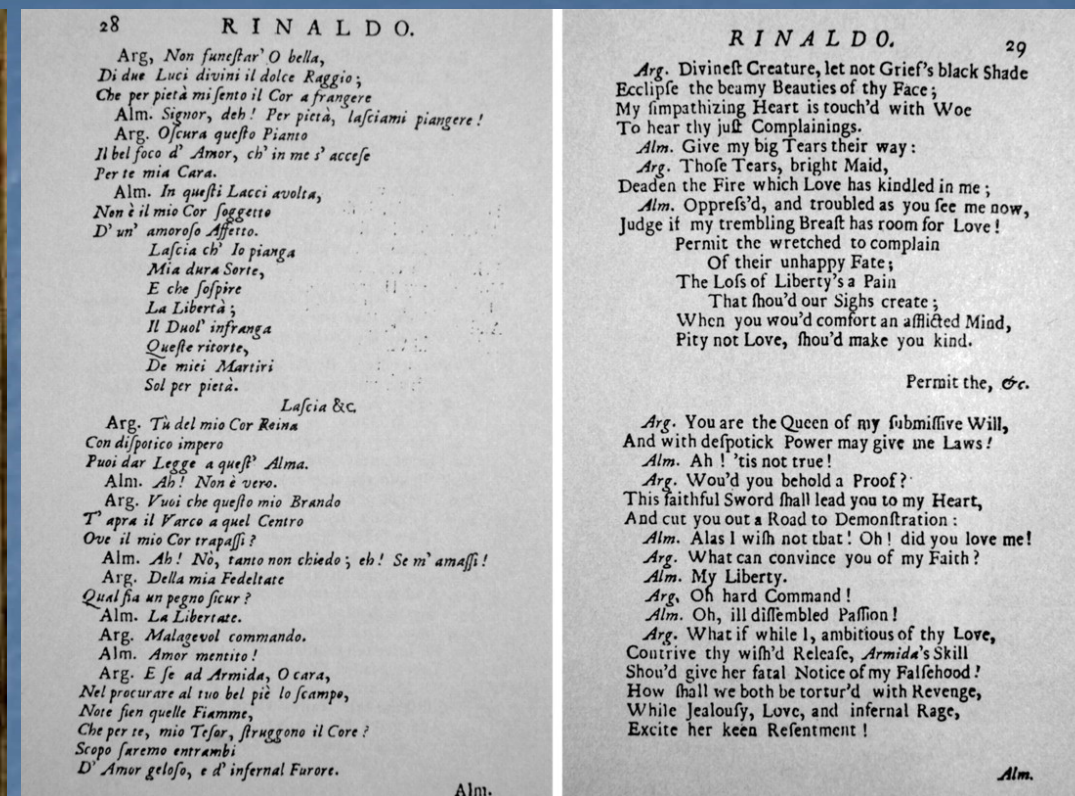 28 RINALDO.
Arg, Non funeſtar' O bella,
Di due Luci divini il dolce Raggio;
Che per pietà mi ſento il Cor a frangere
Alm. Signor, deh! Per pietà, laſciami piangere!
Arg. Oſcura queſto Pianto
Il bel foco d' Amor, ch' in me s' acceſe
Per te mia Cara.
Alm. In queſti Lacci avolta,
Non è il mio Cor ſoggetto
D' un' amoroſo Affetto.
Laſcia ch' Io pianga
Mia dura Sorte,
E che ſoſpire
La Libertà;
Il Duol' infranga
Queſte ritorte,
De miei Martiri
Sol per pietà.
Laſcia &c.
Arg. Tù del mio Cor Reina
Con diſpotico impero
Puoi dar Legge a queſt' Alma.
Alm. Ah! Non è vero.
Arg. Vuoi che queſto mio Brando
T' apra il Varco a quel Centro
Ove il mio Cor trapaſſi?
Alm. Ah! Nò, tanto non chiedo; eh! Se m' amaſſi!
Arg. Della mia Fedeltate
Qual ſia un pegno ſicur?
Alm. La Libertate.
Arg. Malagevol commando.
Alm. Amor mentito!
Arg. E ſe ad Armida, O cara,
Nel procurare al tuo bel piè lo ſcampo,
Note ſien quelle Fiamme,
Che per te, mio Teſor, ſtruggono il Core?
Scopo ſaremo entrambi
D' Amor geloſo, e d' infernal Furore.
Alm.
RINALDO. 29
Arg. Divineſt Creature, let not Grief's black Shade
Ecclipſe the beamy Beauties of thy Face;
My ſimpathizing Heart is touch'd with Woe
To hear thy juſt Complainings.
Alm. Give my big Tears their way:
Arg. Thoſe Tears, bright Maid,
Deaden the Fire which Love has kindled in me;
Alm. Oppreſs'd, and troubled as you ſee me now,
Judge if my trembling Breaſt has room for Love!
Permit the wretched to complain
Of their unhappy Fate;
The Loſs of Liberty's a Pain
That ſhou'd our Sighs create;
When you wou'd comfort an afflicted Mind,
Pity not Love, ſhou'd make you kind.
Permit the, &c.
Arg. You are the Queen of my ſubmiſſive Will,
And with deſpotick Power may give me Laws!
Alm. Ah! 'tis not true!
Arg. Wou'd you behold a Proof?
This faithful Sword ſhall lead you to my Heart,
And cut you out a Road to Demonſtration:
Alm. Alas I wiſh not that! Oh! did you love me!
Arg. What can convince you of my Faith?
Alm. My Liberty.
Arg, Oh hard Command!
Alm. Oh, ill diſſembled Paſſion!
Arg. What if while I, ambitious of thy Love,
Contrive thy wiſh'd Releaſe, Armida's Skill
Shou'd give her fatal Notice of my Falſehood!
How ſhall we both be tortur'd with Revenge,
While Jealouſy, Love, and infernal Rage,
Excite her keen Reſentment!
Alm.